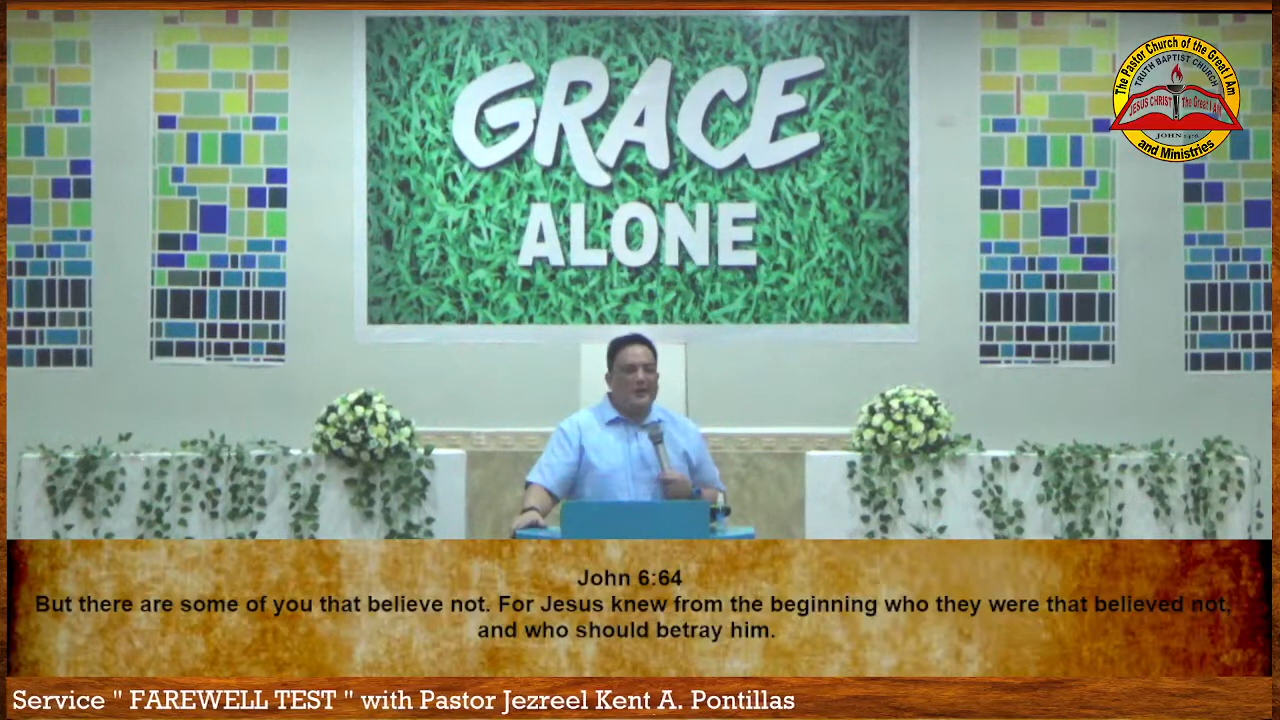 GRACE
ALONE
The Pastor Church of the Great I Am
TRUTH BAPTIST CHURCH
JESUS CHRIST The Great I AM
JOHN 14:6
and Ministries
John 6:64
But there are some of you that believe not. For Jesus knew from the beginning who they were that believed not,
and who should betray him.
Service " FAREWELL TEST " with Pastor Jezreel Kent A. Pontillas